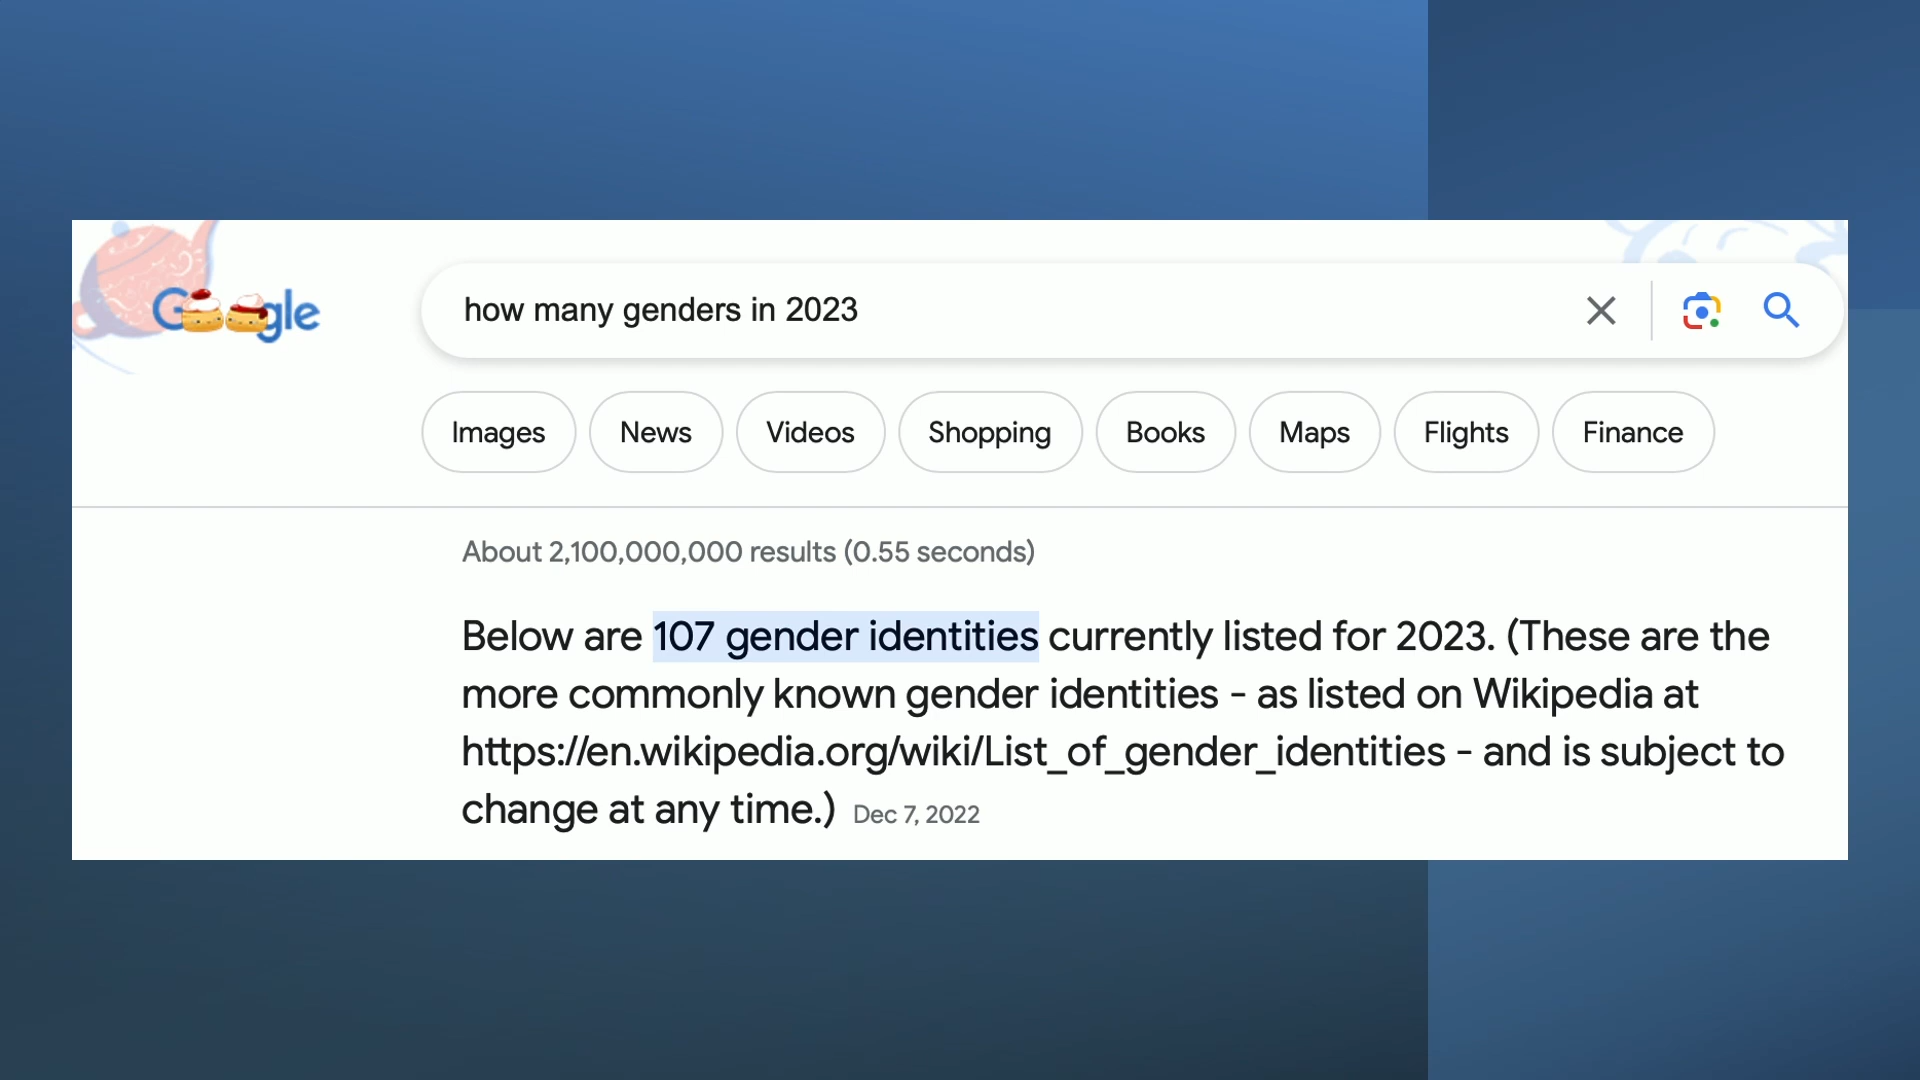 Google
how many genders in 2023
Images News Videos Shopping Books Maps Flights Finance
About 2,100,000,000 results (0.55 seconds)
Below are 107 gender identities currently listed for 2023. (These are the
more commonly known gender identities - as listed on Wikipedia at
https://en.wikipedia.org/wiki/List_of_gender_identities - and is subject to
change at any time.) Dec 7, 2022